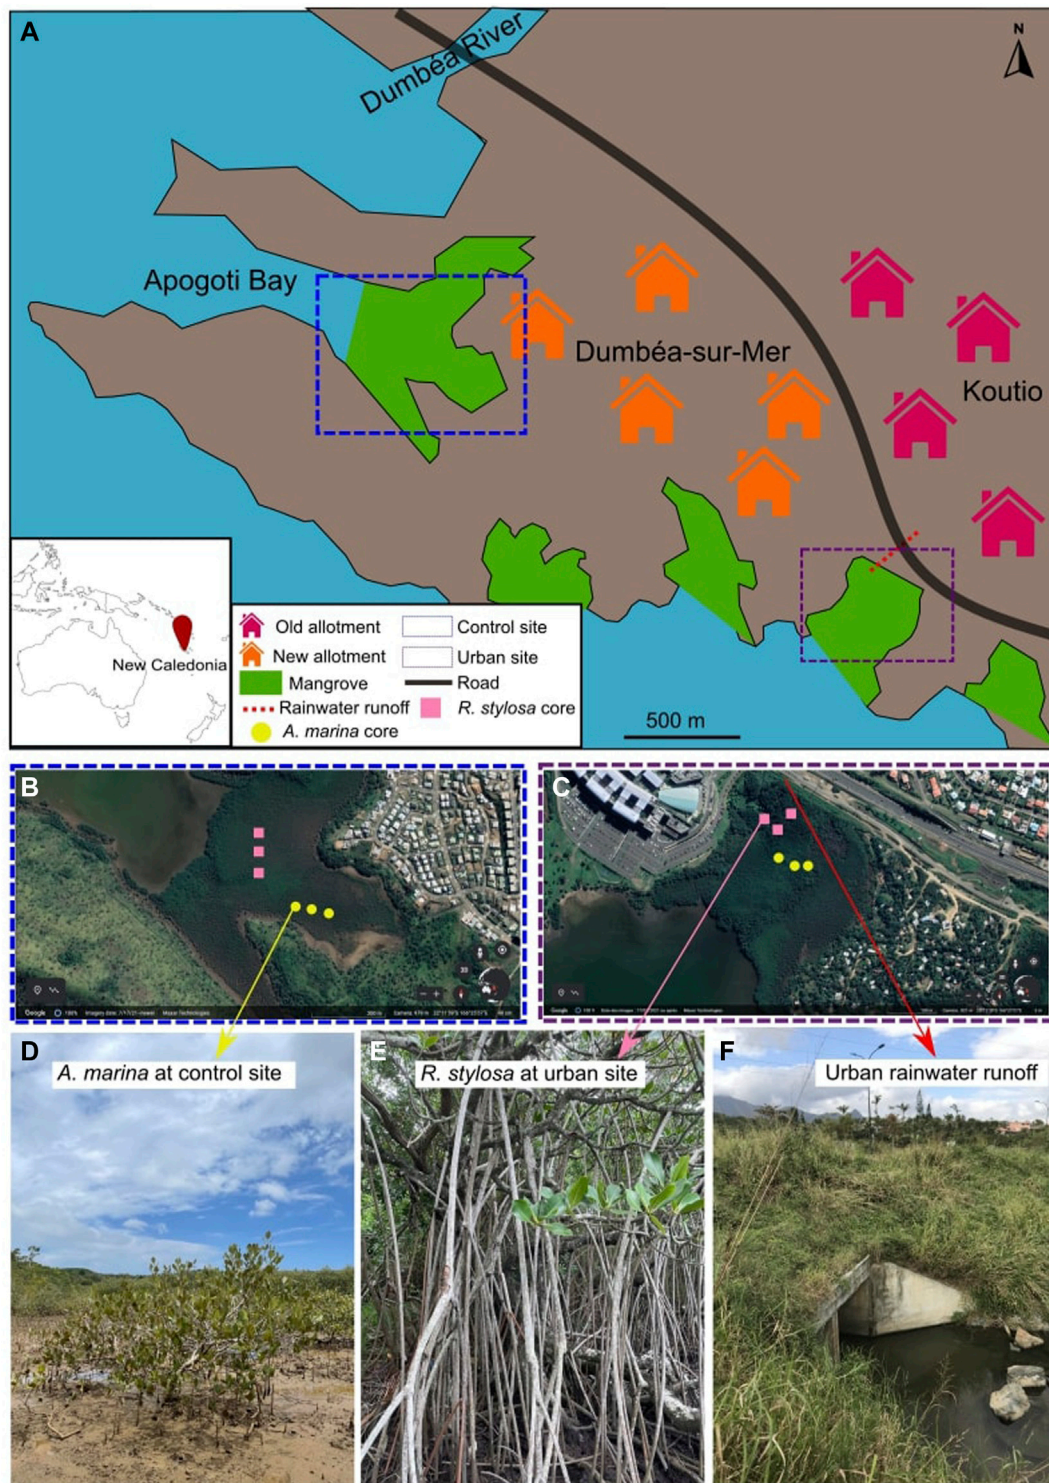 A
N
Dumbéa River
Apogoti Bay
Dumbéa-sur-Mer
Koutio
New Caledonia
Old allotment
Control site
New allotment
Urban site
Mangrove
Road
Rainwater runoff
R. stylosa core
A. marina core
500 m
B
C
Google
100%
Google
D
E
F
A. marina at control site
R. stylosa at urban site
Urban rainwater runoff